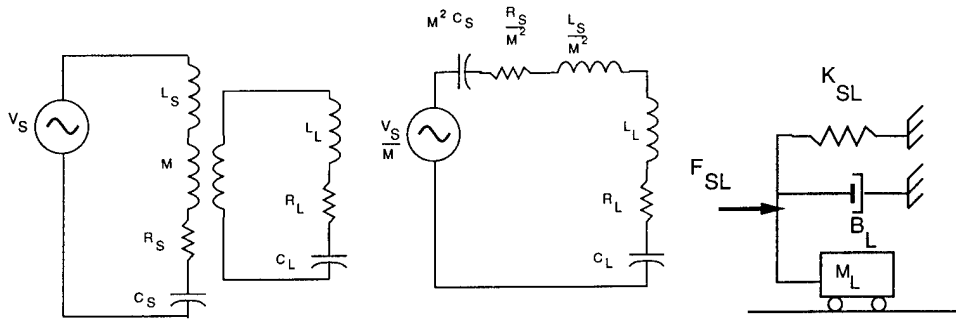 V_S
L_S
M
R_S
C_S
L_L
R_L
C_L
M² C_S
R_S
M²
L_S
M²
V_S
M
L_L
R_L
C_L
K_SL
F_SL
B_L
M_L